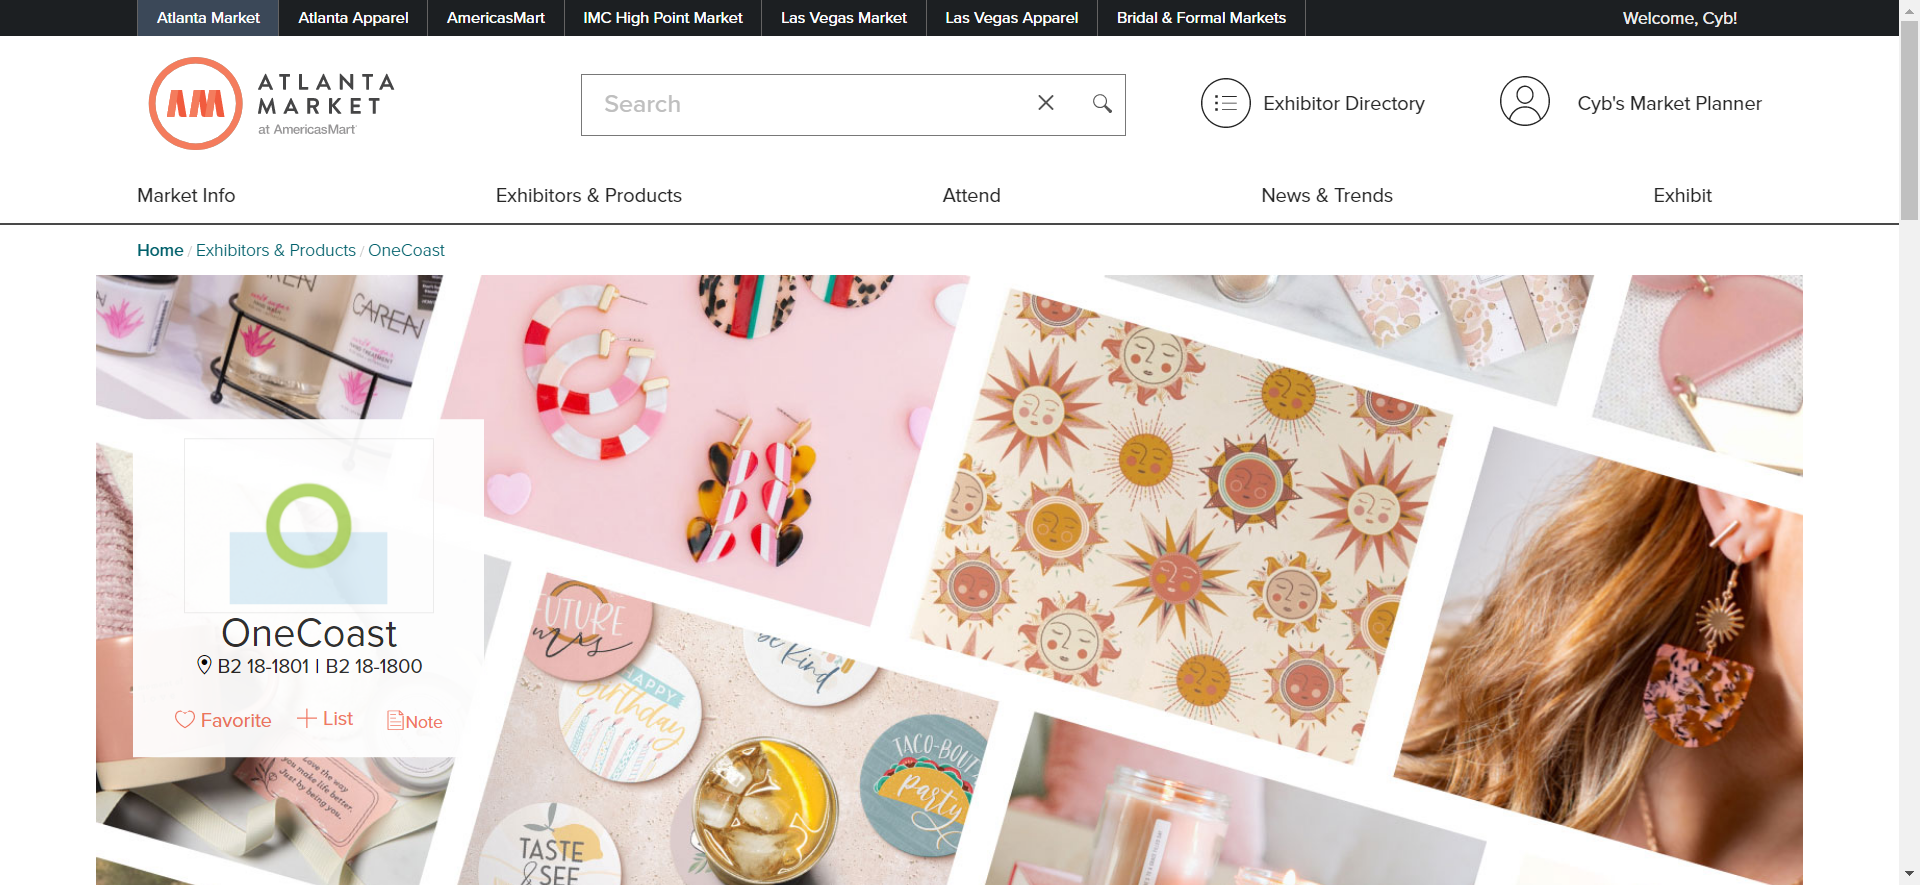 Atlanta Market
Atlanta Apparel
AmericasMart
IMC High Point Market
Las Vegas Market
Las Vegas Apparel
Bridal & Formal Markets
Welcome, Cyb!
AM
ATLANTA
MARKET
at AmericasMart
Search
Exhibitor Directory
Cyb's Market Planner
Market Info
Exhibitors & Products
Attend
News & Trends
Exhibit
Home / Exhibitors & Products / OneCoast
CAREN
OneCoast
B2 18-1801 | B2 18-1800
Favorite
List
Note
FUTURE
mrs
be Kind
HAPPY
Birthday
TACO-BOUT
Party
Love the way
you make life better,
Just by being you.
TASTE
& SEE